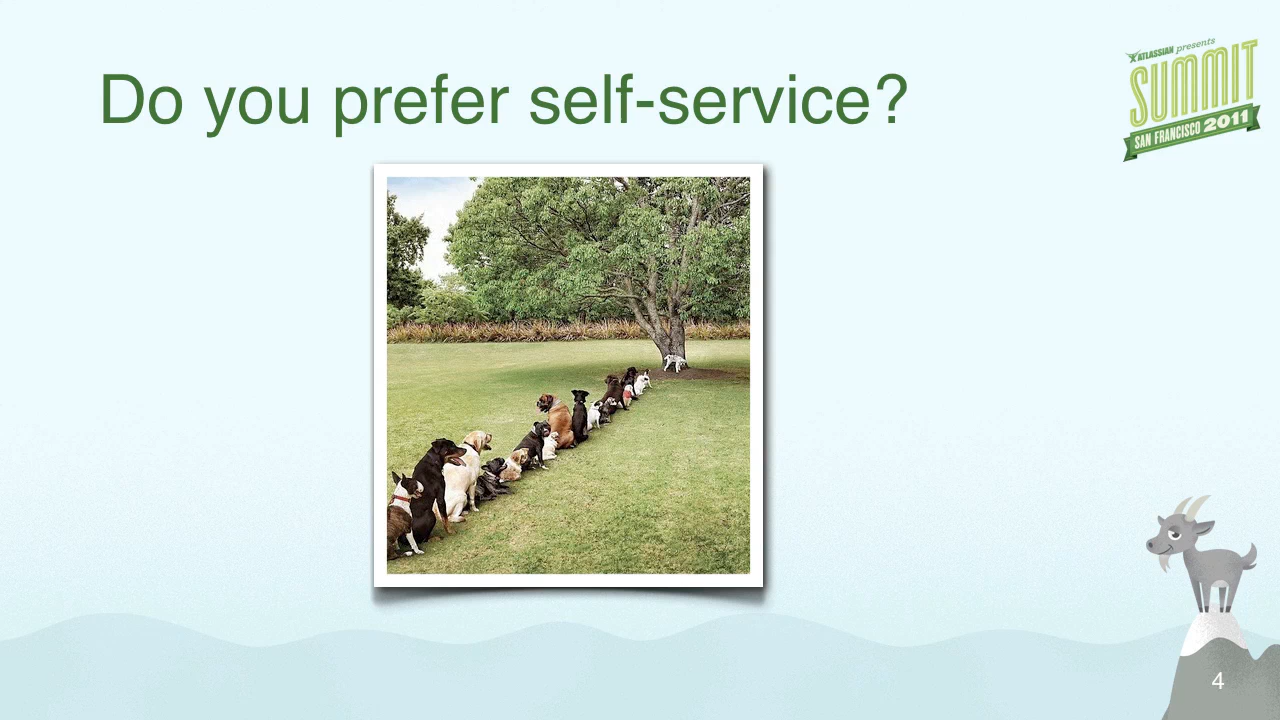 Do you prefer self-service?
ATLASSIAN presents
SUMMIT
SAN FRANCISCO 2011
4